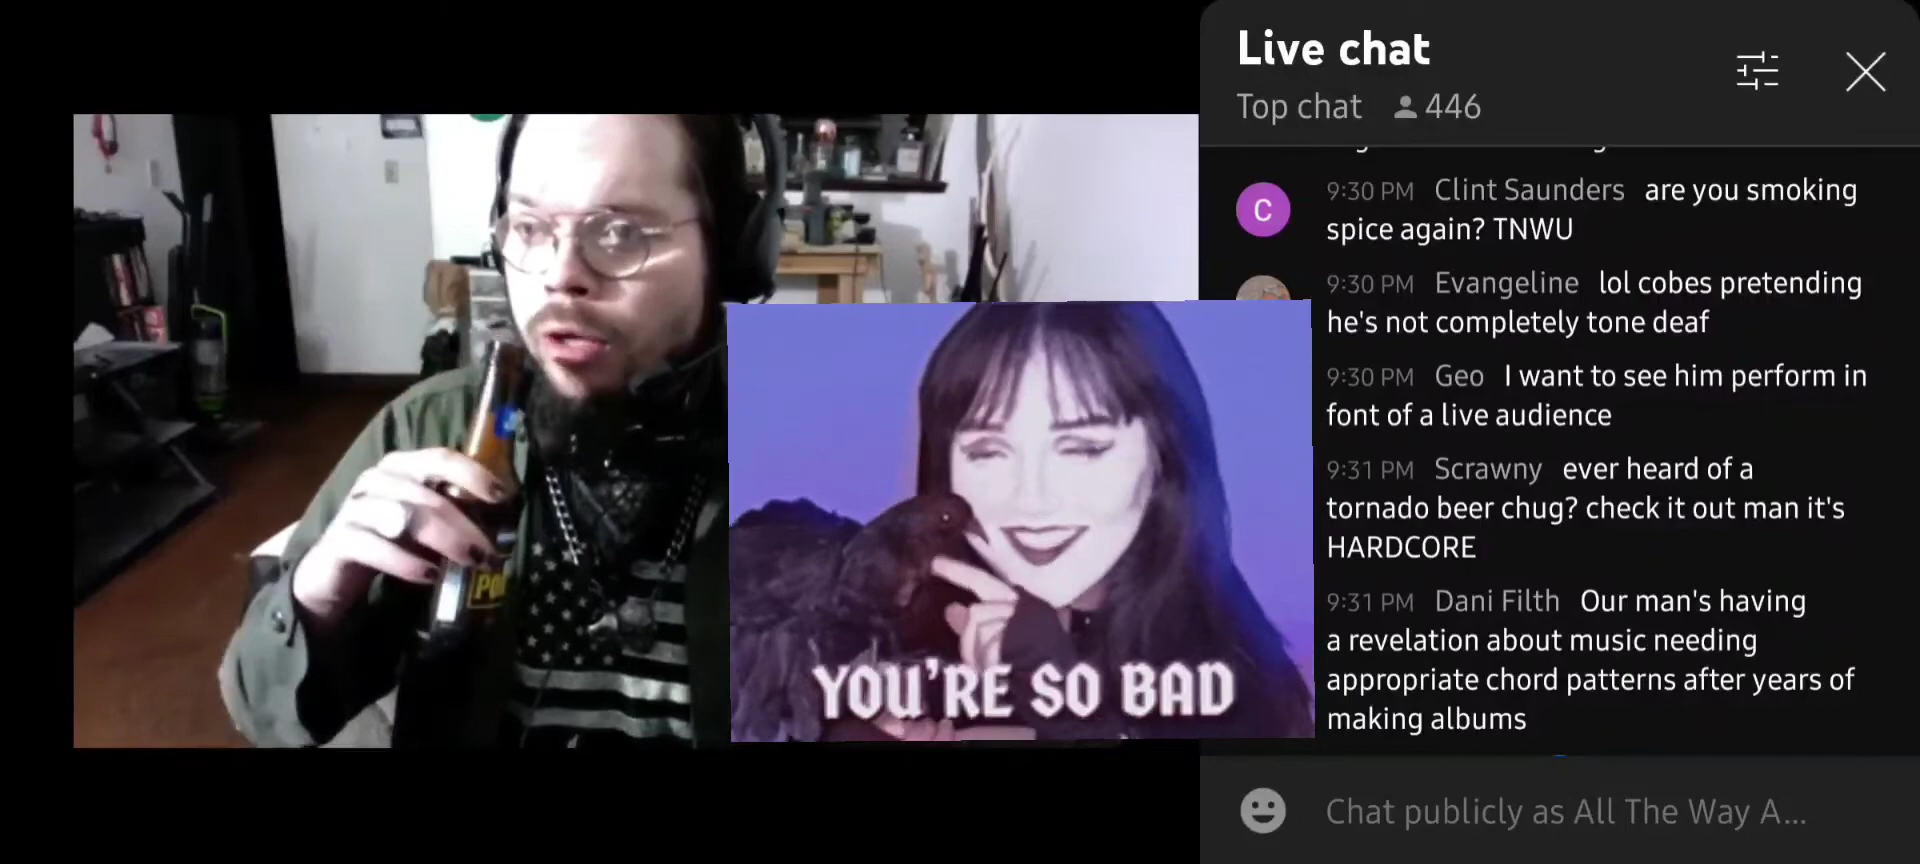 Live chat
Top chat 446
9:30 PM Clint Saunders are you smoking
spice again? TNWU
9:30 PM Evangeline lol cobes pretending
he's not completely tone deaf
9:30 PM Geo I want to see him perform in
font of a live audience
9:31 PM Scrawny ever heard of a
tornado beer chug? check it out man it's
HARDCORE
9:31 PM Dani Filth Our man's having
a revelation about music needing
appropriate chord patterns after years of
making albums
Chat publicly as All The Way A...
C
YOU'RE SO BAD